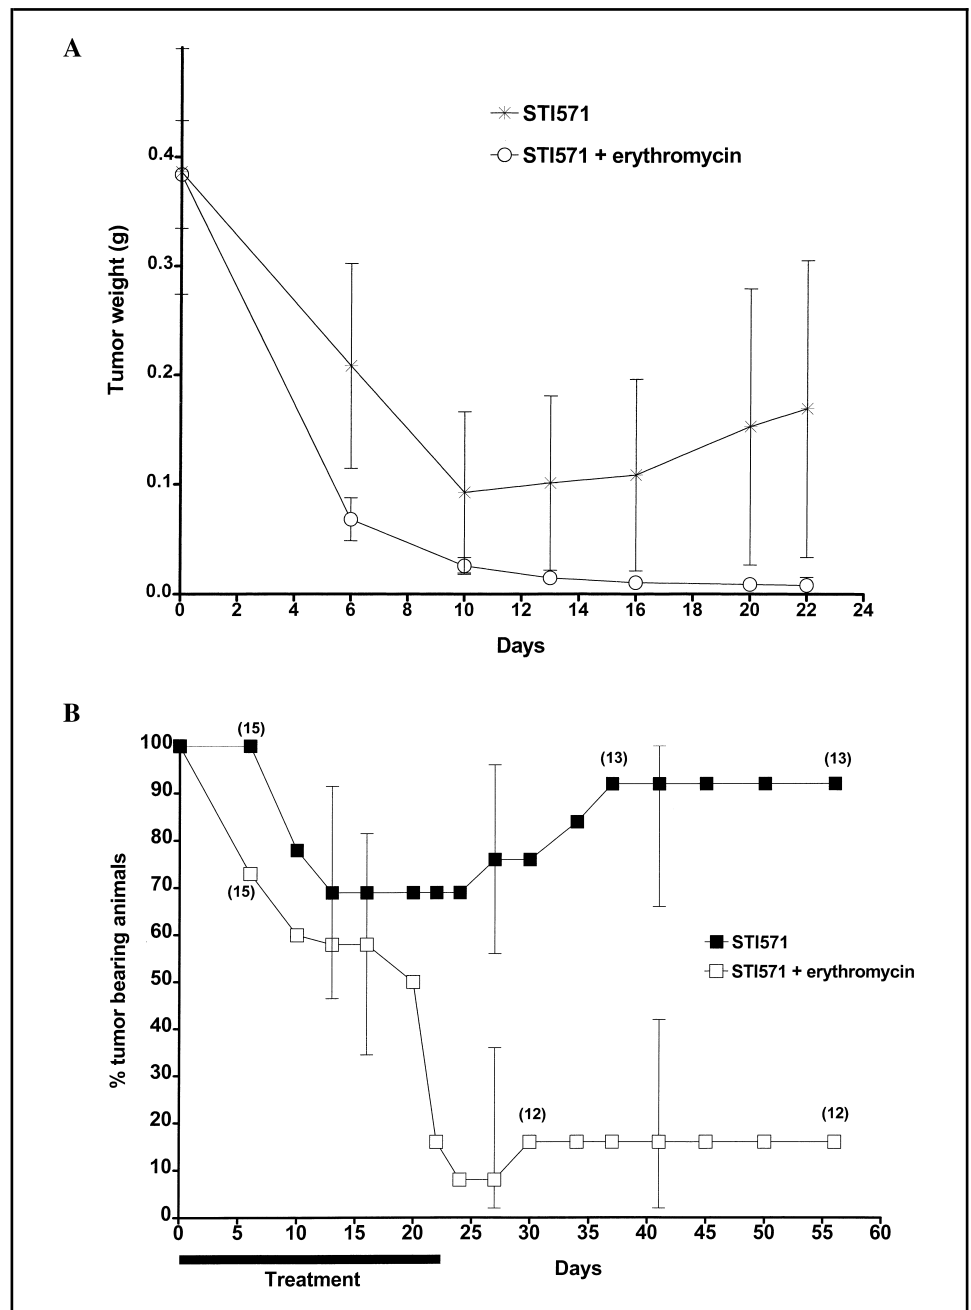 A
STI571
STI571 + erythromycin
Tumor weight (g)
0.4
0.3
0.2
0.1
0.0
0 2 4 6 8 10 12 14 16 18 20 22 24
Days
B
% tumor bearing animals
100
90
80
70
60
50
40
30
20
10
0
(15)
(15)
(13)
(13)
STI571
STI571 + erythromycin
(12)
(12)
0 5 10 15 20 25 30 35 40 45 50 55 60
Days
Treatment